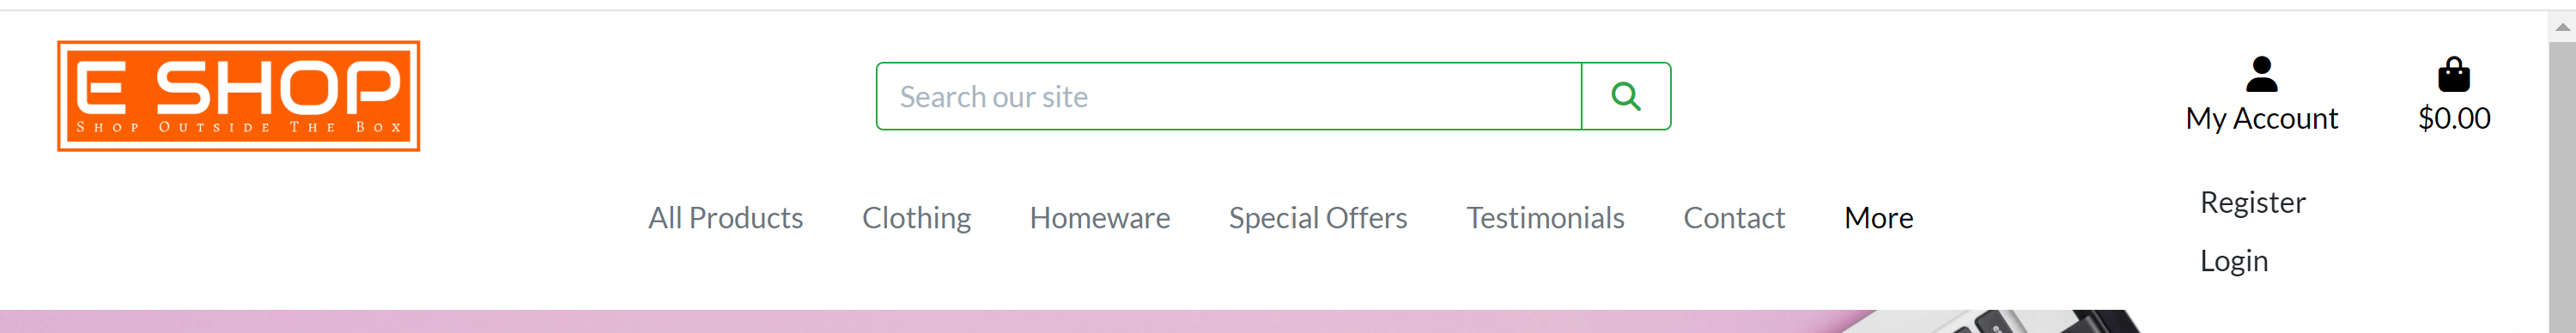 E SHOP
Shop Outside The Box
Search our site
My Account
$0.00
All Products
Clothing
Homeware
Special Offers
Testimonials
Contact
More
Register
Login